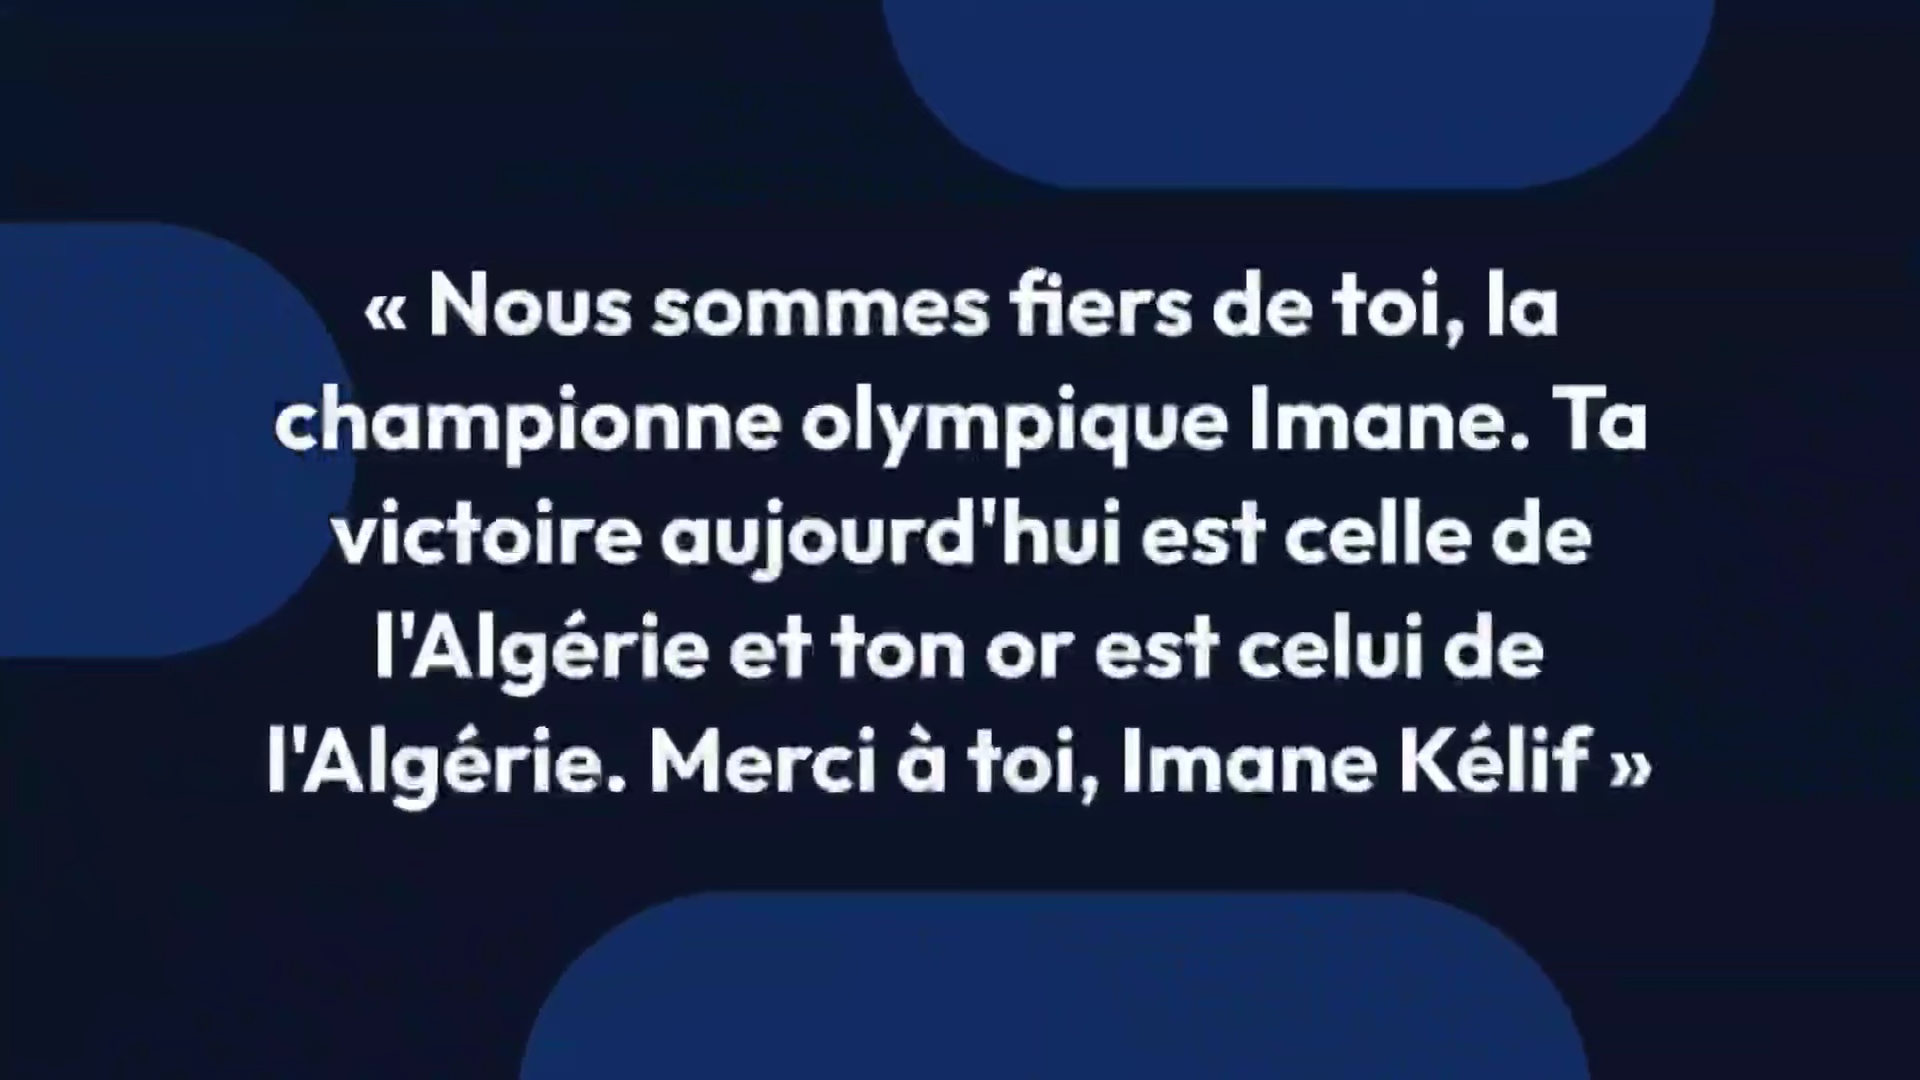 « Nous sommes fiers de toi, la
championne olympique Imane. Ta
victoire aujourd'hui est celle de
l'Algérie et ton or est celui de
l'Algérie. Merci à toi, Imane Kélif »